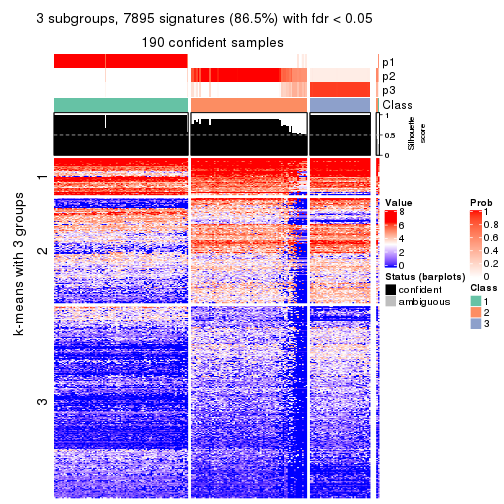 3 subgroups, 7895 signatures (86.5%) with fdr < 0.05
190 confident samples
p1
p2
p3
Class
1
0.5
0
Silhouette
score
k-means with 3 groups
1
2
3
Value
8
6
4
2
0
Status (barplots)
confident
ambiguous
Prob
1
0.8
0.6
0.4
0.2
0
Class
1
2
3